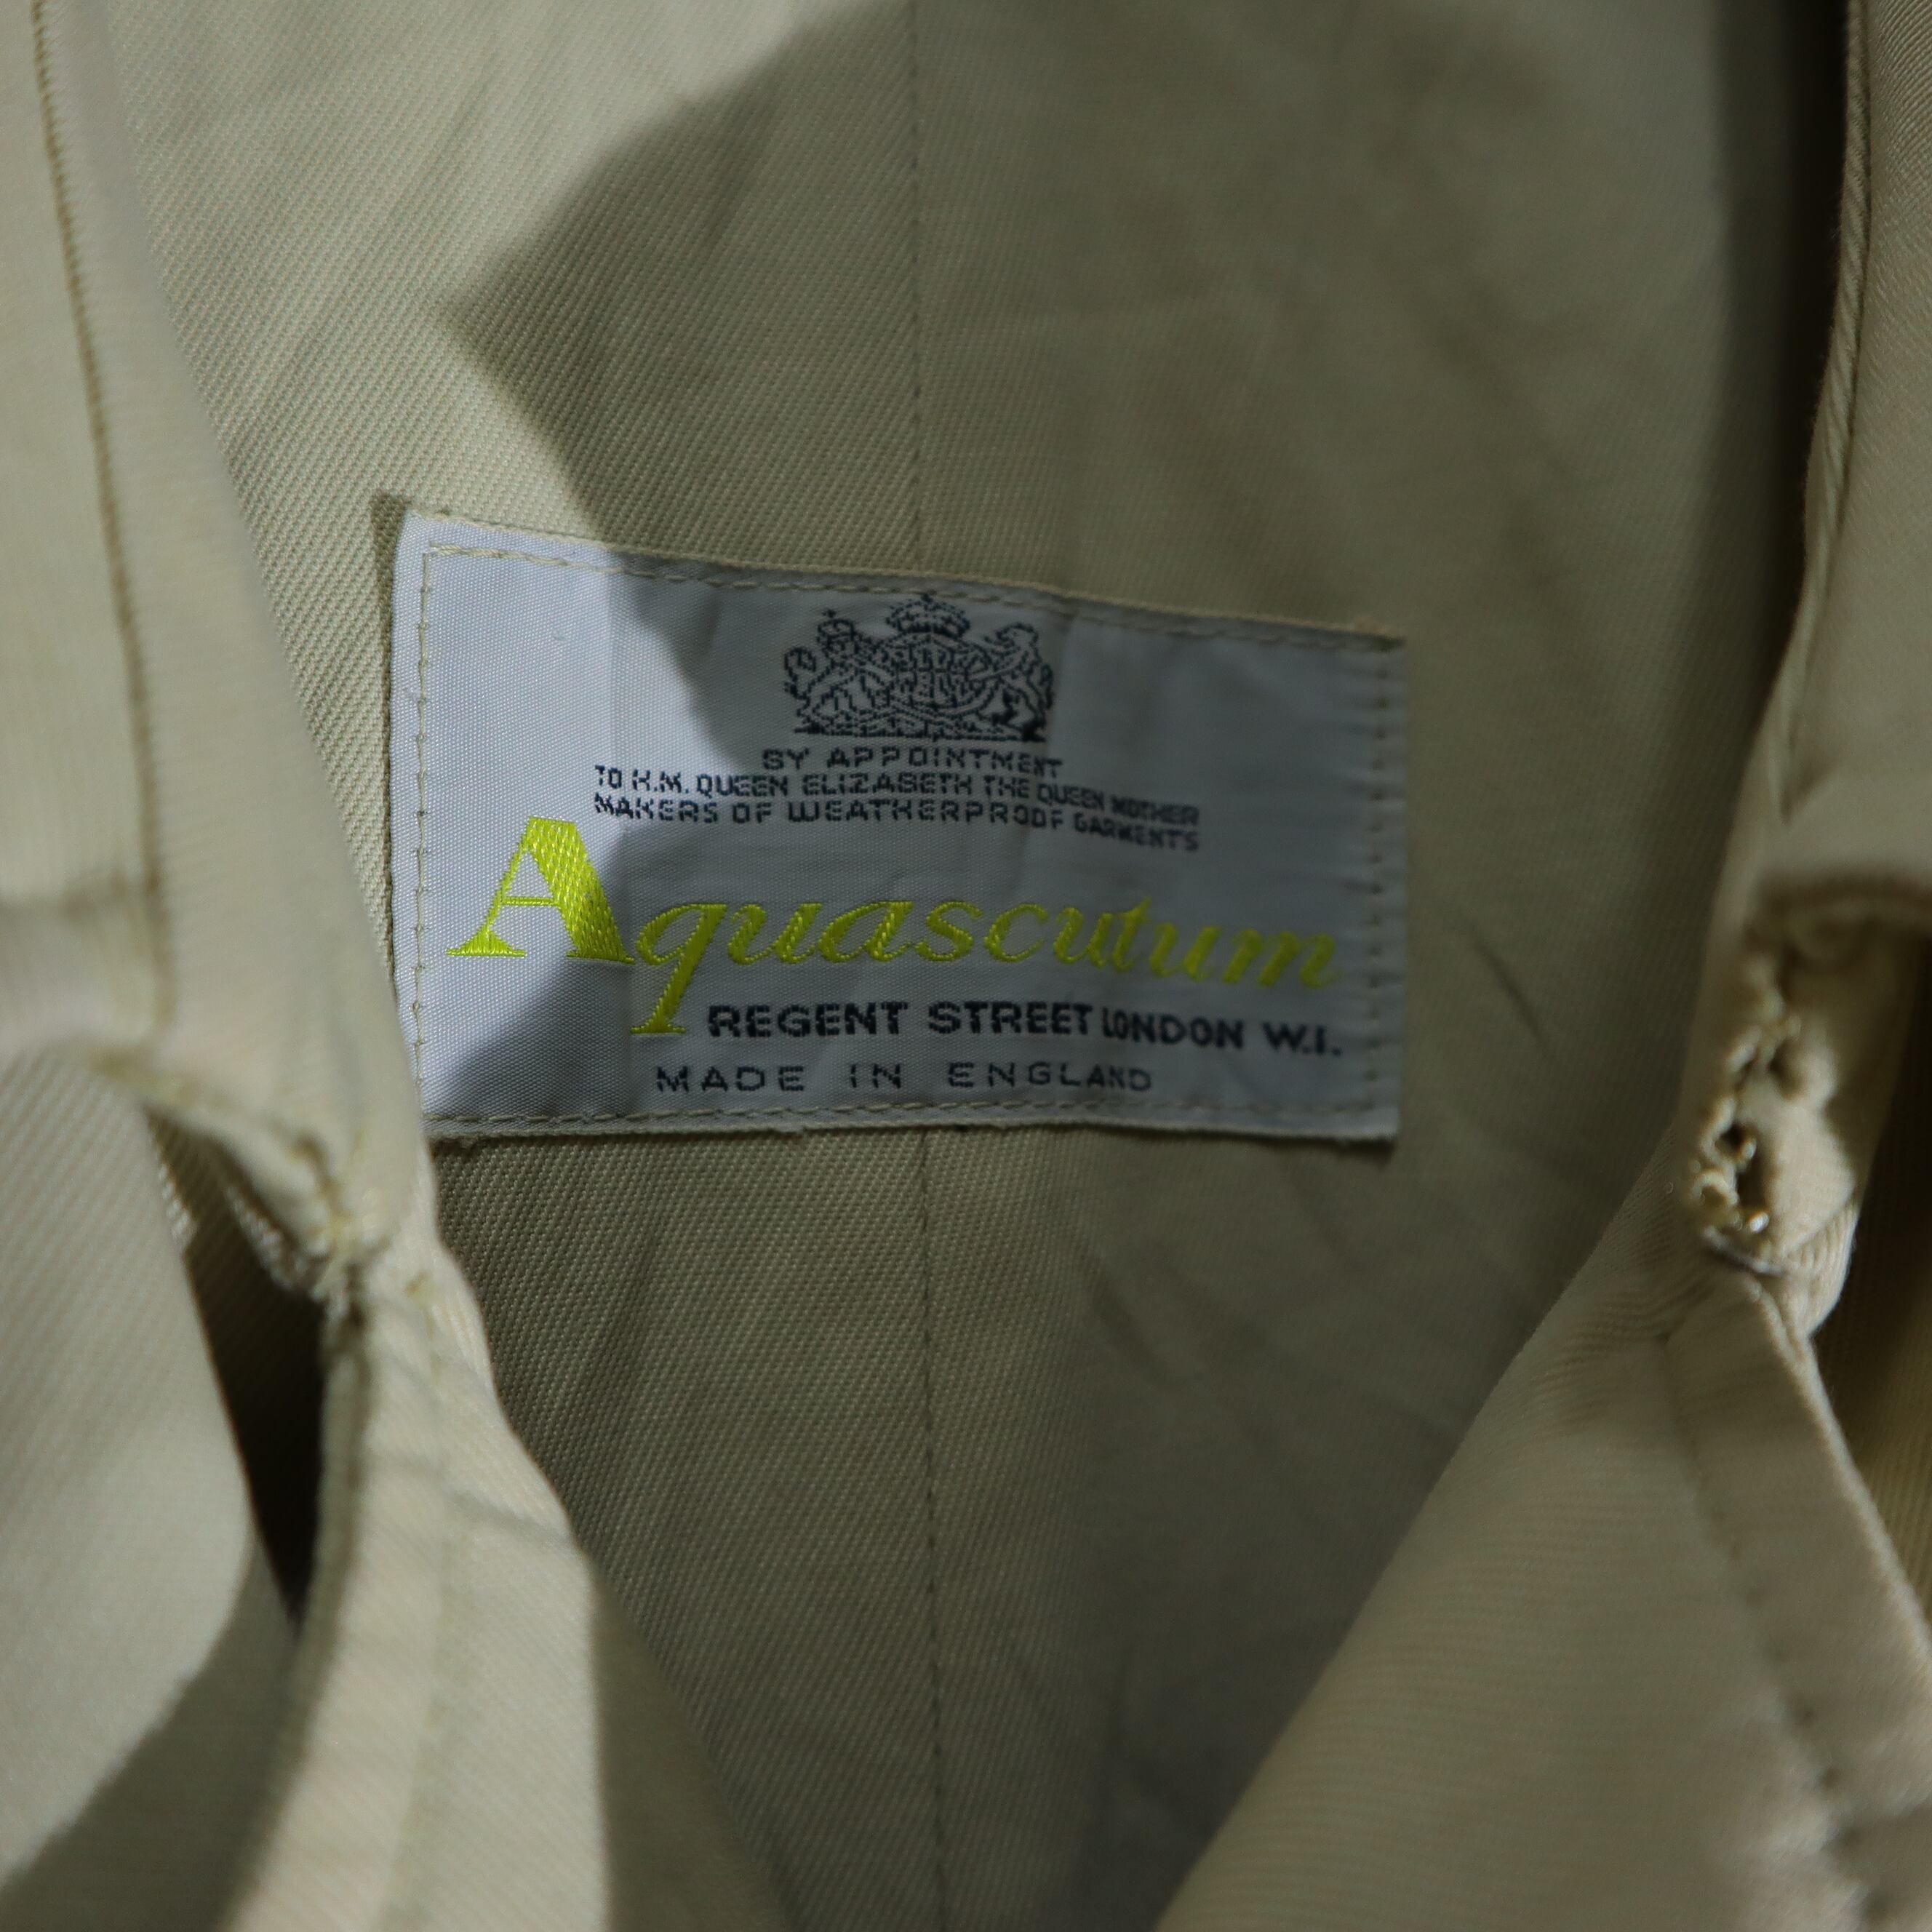 BY APPOINTMENT
TO H.M. QUEEN ELIZABETH THE QUEEN MOTHER
MAKERS OF WEATHERPROOF GARMENTS
Aquascutum
REGENT STREET LONDON W.1.
MADE IN ENGLAND